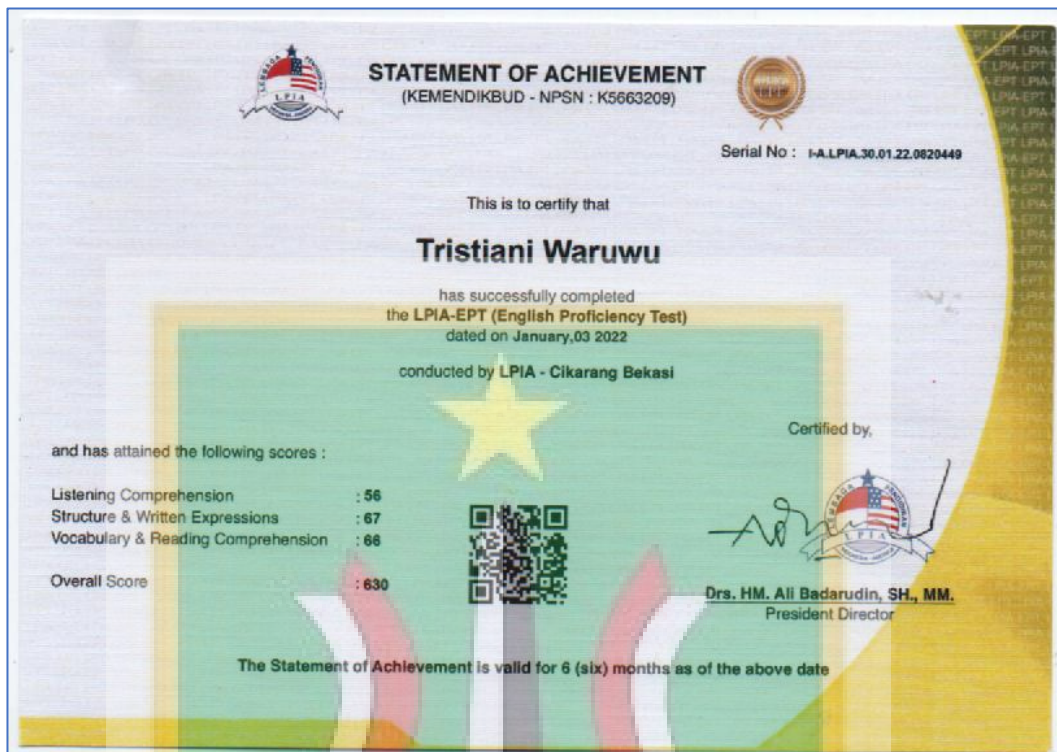 STATEMENT OF ACHIEVEMENT
(KEMENDIKBUD - NPSN : K5663209)
Serial No : I-A.LPIA.30.01.22.0820449
This is to certify that
Tristiani Waruwu
has successfully completed
the LPIA-EPT (English Proficiency Test)
dated on January,03 2022
conducted by LPIA - Cikarang Bekasi
and has attained the following scores :
Listening Comprehension : 56
Structure & Written Expressions : 67
Vocabulary & Reading Comprehension : 66
Overall Score : 630
Certified by,
LEMBAGA PENDIDIKAN
LPIA
Drs. HM. Ali Badarudin, SH., MM.
President Director
The Statement of Achievement is valid for 6 (six) months as of the above date